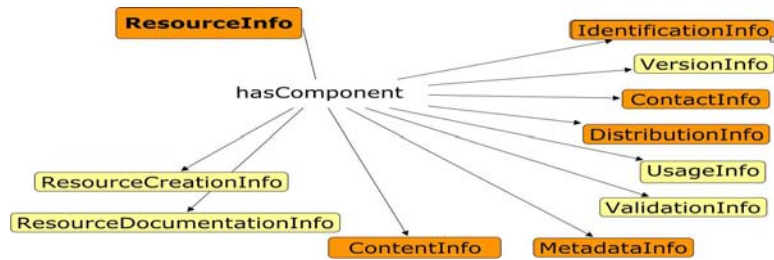 ResourceInfo
IdentificationInfo
VersionInfo
hasComponent
ContactInfo
DistributionInfo
UsageInfo
ResourceCreationInfo
ValidationInfo
ResourceDocumentationInfo
ContentInfo
MetadataInfo